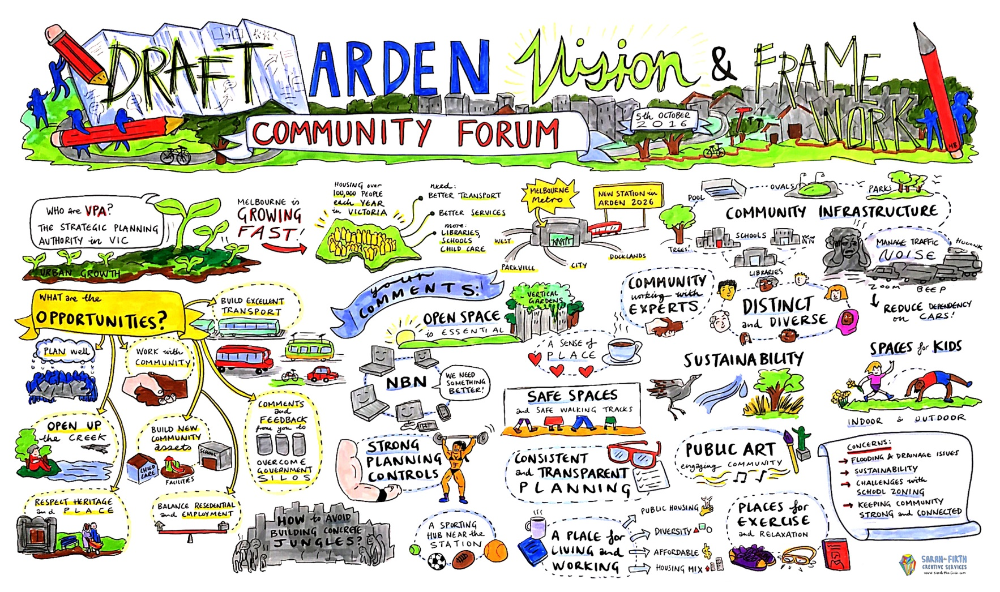 DRAFT ARDEN Vision & FRAME
WORK
COMMUNITY FORUM
5th OCTOBER
2016
HB
WHO are VPA?
THE STRATEGIC PLANNING
AUTHORITY in VIC
URBAN GROWTH
MELBOURNE is
GROWING
FAST!
HOUSING over
100,000 PEOPLE
each YEAR
in VICTORIA
need:
BETTER TRANSPORT
BETTER SERVICES
more:
LIBRARIES,
SCHOOLS
CHILD CARE
MELBOURNE
Metro
NEW STATION in
ARDEN 2026
WEST
PARKVILLE
CITY
DOCKLANDS
POOL
OVALS
PARKS
COMMUNITY INFRASTRUCTURE
TREES!
SCHOOLS
LIBRARIES
MANAGE TRAFFIC
NOISE
HOOONK
ZOOM
BEEP
REDUCE DEPENDENCY
on CARS!
WHAT are the
OPPORTUNITIES?
BUILD EXCELLENT
TRANSPORT
PLAN well
WORK with
COMMUNITY
OPEN UP
the CREEK
BUILD NEW
COMMUNITY
assets
CHILD
CARE
FACILITIES
SCHOOL
COMMENTS
and
FEEDBACK
from you to
OVERCOME
GOVERNMENT
SILOS
RESPECT HERITAGE
and PLACE
BALANCE RESEDENTIAL
and EMPLOYMENT
your
COMMENTS:
OPEN SPACE
is ESSENTIAL
VERTICAL
GARDENS
NBN
WE NEED
SOMETHING
BETTER!
A SENSE of
PLACE
COMMUNITY
working with
EXPERTS
DISTINCT
and DIVERSE
SUSTAINABILITY
SPACES for KIDS
INDOOR & OUTDOOR
SAFE SPACES
and SAFE WALKING TRACKS
STRONG
PLANNING
CONTROLS
CONSISTENT
and TRANSPARENT
PLANNING
PUBLIC ART
engaging COMMUNITY
CONCERNS:
FLOODING & DRAINAGE ISSUES
SUSTAINABILITY
CHALLENGES with
SCHOOL ZONING
KEEPING COMMUNITY
STRONG and CONNECTED
HOW to AVOID
BUILDING CONCRETE
JUNGLES?
A SPORTING
HUB NEAR the
STATION
A PLACE for
LIVING and
WORKING
PUBLIC HOUSING
DIVERSITY
AFFORDABLE
HOUSING MIX
PLACES for
EXERCISE
and RELAXATION
SARAH the FIRTH
CREATIVE SERVICES
www.sarahthefirth.com